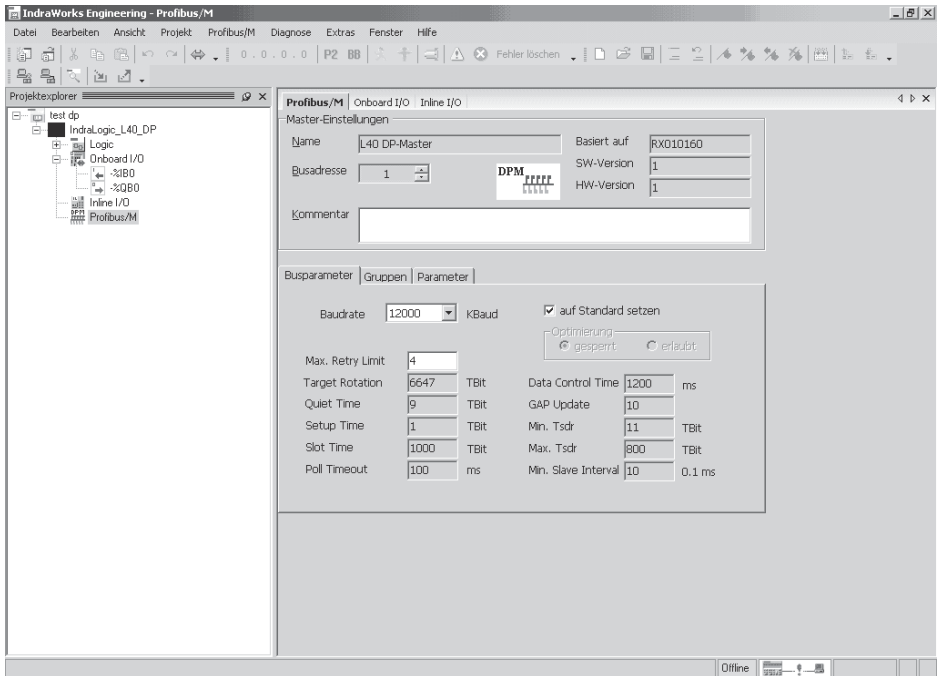 IndraWorks Engineering - Profibus/M
Datei Bearbeiten Ansicht Projekt Profibus/M Diagnose Extras Fenster Hilfe
0 . 0 . 0 . 0 P2 BB Fehler löschen
Projektexplorer
test dp
IndraLogic_L40_DP
Logic
Onboard I/O
-%IB0
-%QB0
Inline I/O
Profibus/M
Profibus/M Onboard I/O Inline I/O
Master-Einstellungen
Name L40 DP-Master Basiert auf RX010160
Busadresse 1 DPM SW-Version 1
HW-Version 1
Kommentar
Busparameter Gruppen Parameter
Baudrate 12000 KBaud auf Standard setzen
Optimierung
gesperrt erlaubt
Max. Retry Limit 4
Target Rotation 6647 TBit Data Control Time 1200 ms
Quiet Time 9 TBit GAP Update 10
Setup Time 1 TBit Min. Tsdr 11 TBit
Slot Time 1000 TBit Max. Tsdr 800 TBit
Poll Timeout 100 ms Min. Slave Interval 10 0.1 ms
Offline